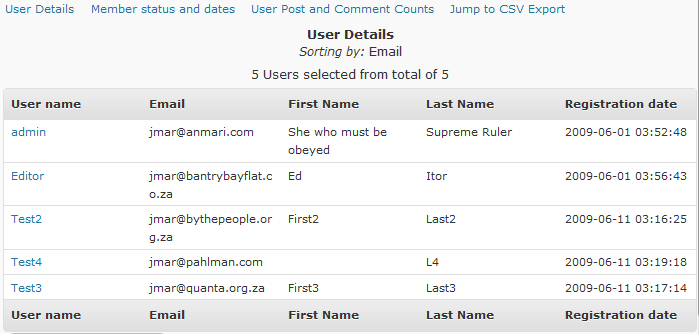 User Details Member status and dates User Post and Comment Counts Jump to CSV Export
User Details
Sorting by: Email
5 Users selected from total of 5
User name Email First Name Last Name Registration date
admin jmar@anmari.com She who must be Supreme Ruler 2009-06-01 03:52:48
obeyed
Editor jmar@bantrybayflat.c Ed Itor 2009-06-01 03:56:43
o.za
Test2 jmar@bythepeople.or First2 Last2 2009-06-11 03:16:25
g.za
Test4 jmar@pahlman.com L4 2009-06-11 03:19:18
Test3 jmar@quanta.org.za First3 Last3 2009-06-11 03:17:14
User name Email First Name Last Name Registration date